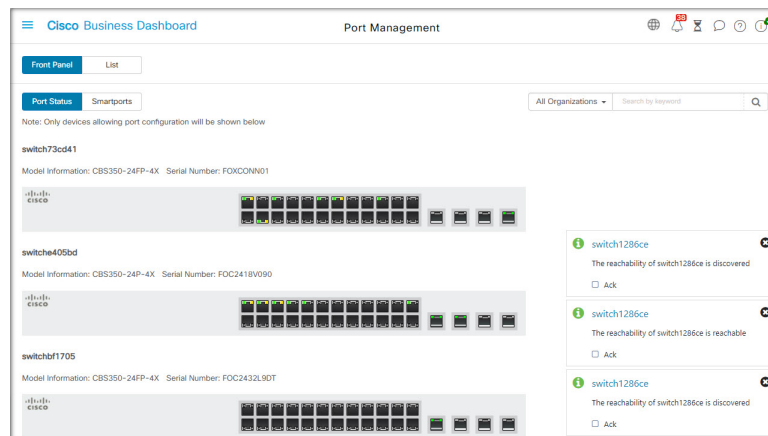 Cisco Business Dashboard
Port Management
38
Front Panel List
Port Status Smartports
All Organizations Search by keyword
Note: Only devices allowing port configuration will be shown below
switch73cd41
Model Information: CBS350-24FP-4X Serial Number: FOXCONN01
CISCO
switche405bd
Model Information: CBS350-24P-4X Serial Number: FOC2418V090
CISCO
switchbf1705
Model Information: CBS350-24FP-4X Serial Number: FOC2432L9DT
CISCO
switch1286ce
The reachability of switch1286ce is discovered
Ack
switch1286ce
The reachability of switch1286ce is reachable
Ack
switch1286ce
The reachability of switch1286ce is discovered
Ack